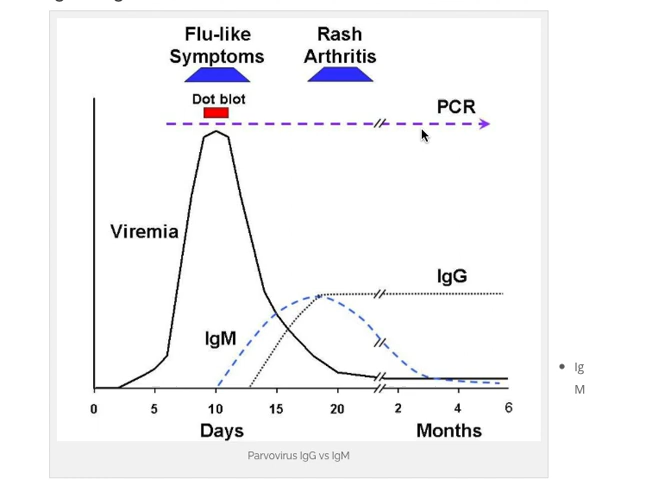 Flu-like
Symptoms
Rash
Arthritis
Dot blot
PCR
Viremia
IgG
IgM
0 5 10 15 20 2 4 6
Days Months
Parvovirus IgG vs IgM
Ig
M